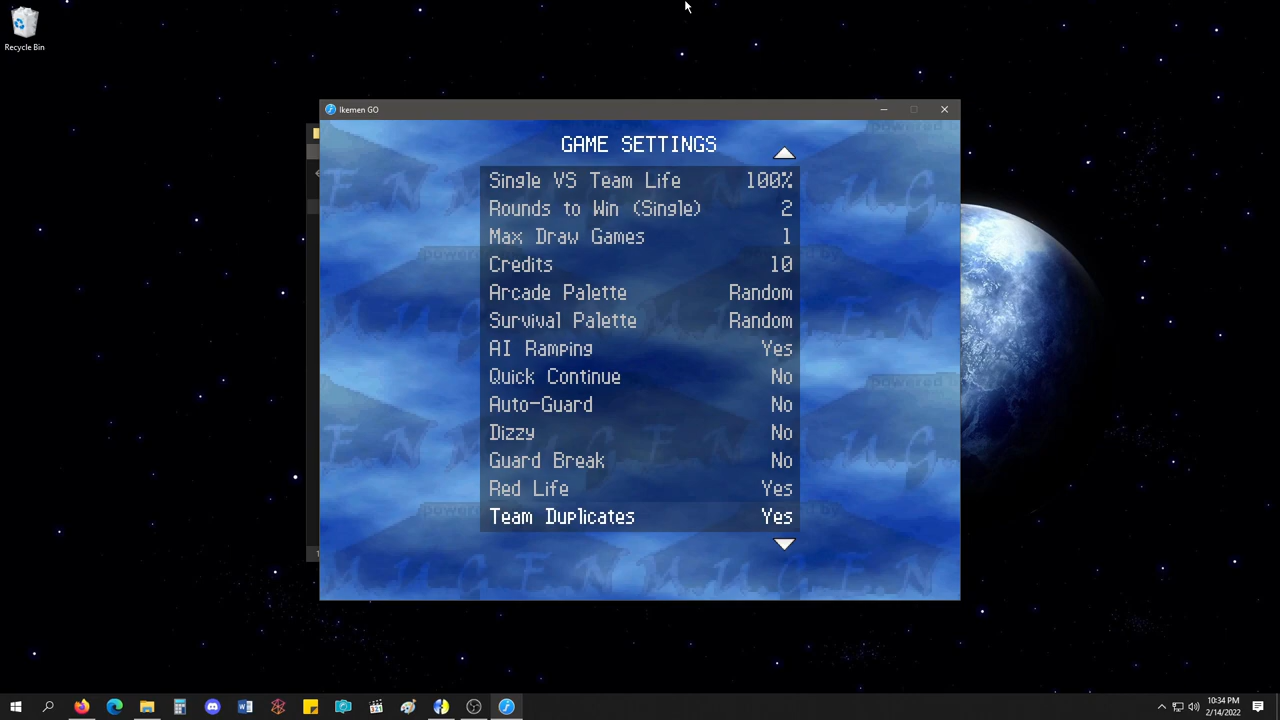 Recycle Bin
Ikemen GO
GAME SETTINGS
Single VS Team Life 100%
Rounds to Win (Single) 2
Max Draw Games 1
Credits 10
Arcade Palette Random
Survival Palette Random
AI Ramping Yes
Quick Continue No
Auto-Guard No
Dizzy No
Guard Break No
Red Life Yes
Team Duplicates Yes
powered by
M.U.G.E.N
10:34 PM
2/14/2022